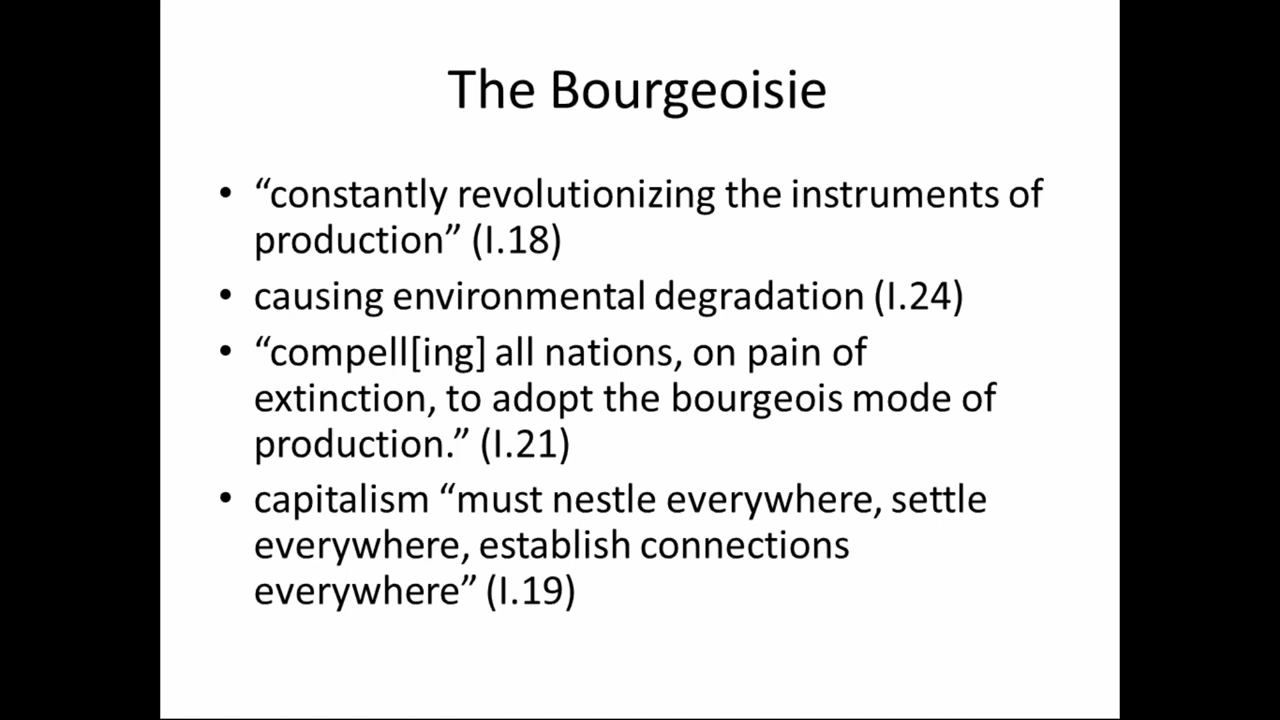 The Bourgeoisie
• “constantly revolutionizing the instruments of
production” (I.18)
• causing environmental degradation (I.24)
• “compell[ing] all nations, on pain of
extinction, to adopt the bourgeois mode of
production.” (I.21)
• capitalism “must nestle everywhere, settle
everywhere, establish connections
everywhere” (I.19)